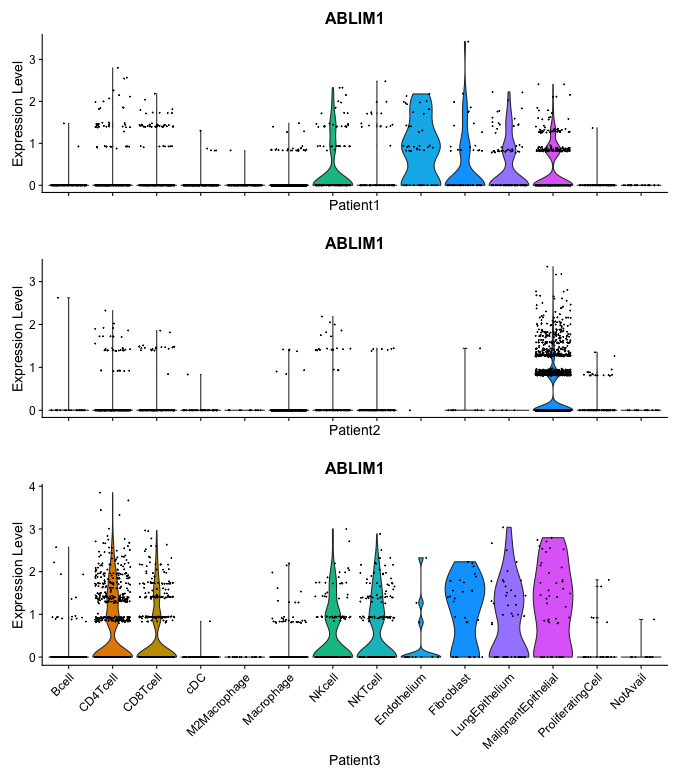 ABLIM1
Expression Level
3
2
1
0
Patient1
ABLIM1
Expression Level
3
2
1
0
Patient2
ABLIM1
Expression Level
4
3
2
1
0
Bcell
CD4Tcell
CD8Tcell
cDC
M2Macrophage
Macrophage
NKcell
NKTcell
Endothelium
Fibroblast
LungEpithelium
MalignantEpithelial
ProliferatingCell
NotAvail
Patient3